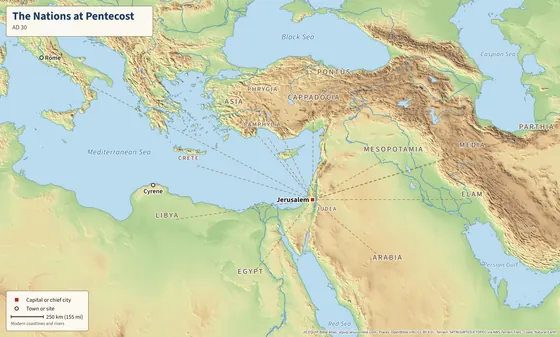 The Nations at Pentecost
AD 30
Black Sea
Caspian Sea
Rome
PONTUS
PHRYGIA
ASIA
CAPPADOCIA
PARTHIA
PAMPHYLIA
MEDIA
Mediterranean Sea
MESOPOTAMIA
CRETE
Cyrene
ELAM
Jerusalem
JUDEA
LIBYA
ARABIA
Persian Gulf
EGYPT
Red Sea
Capital or chief city
Town or site
250 km (155 mi)
Modern coastlines and rivers